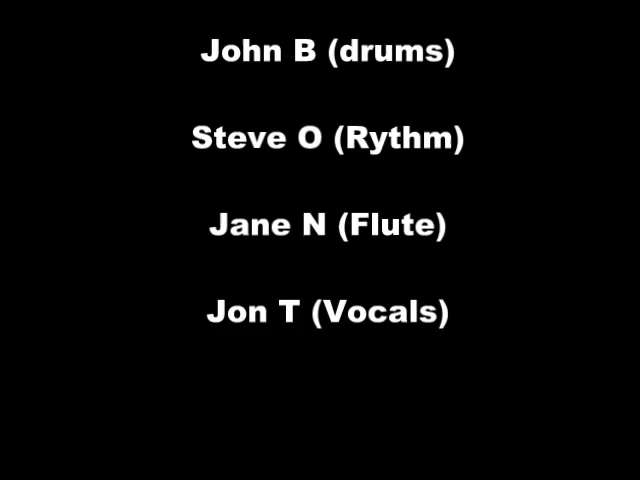 John B (drums)
Steve O (Rythm)
Jane N (Flute)
Jon T (Vocals)